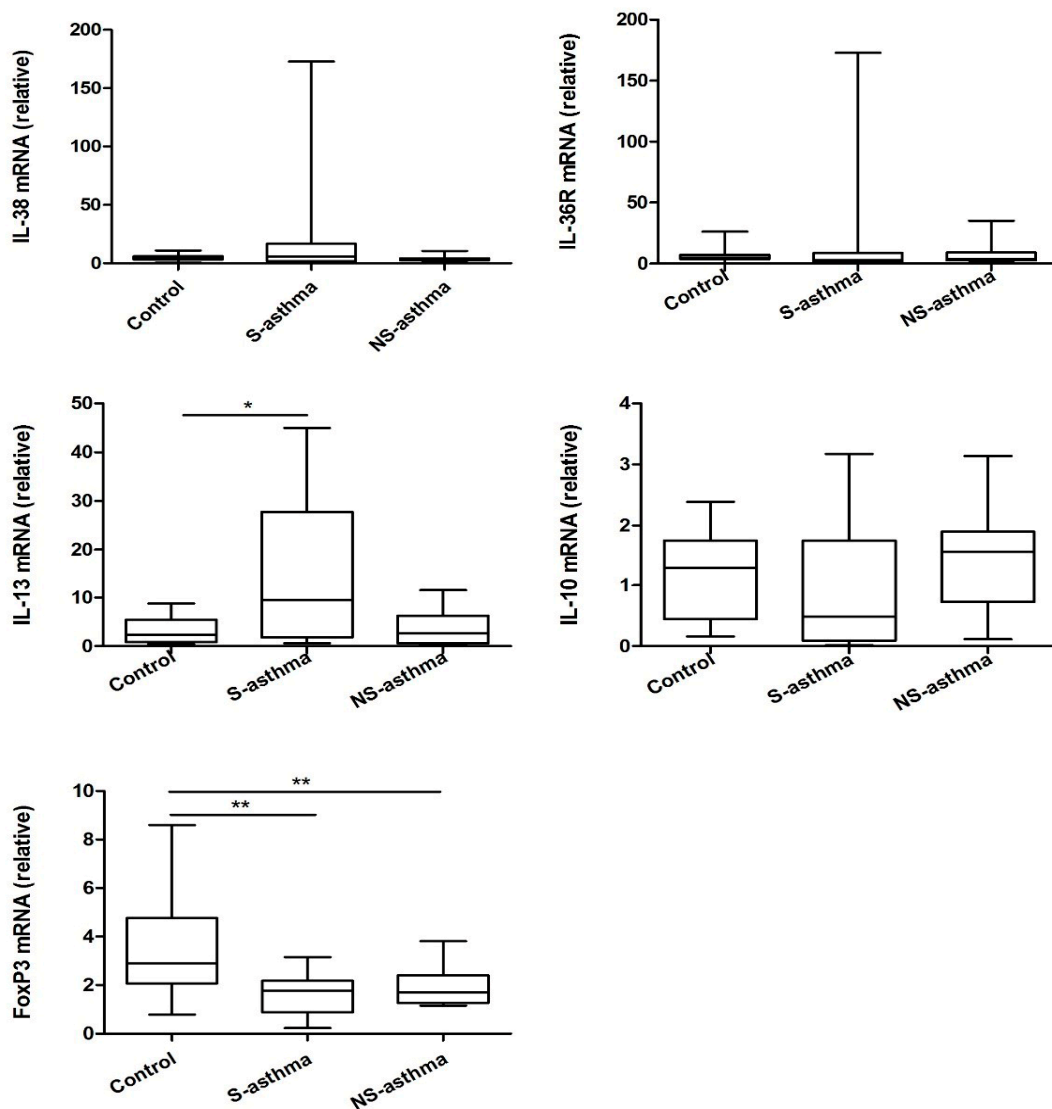 IL-38 mRNA (relative)
200
150
100
50
0
Control
S-asthma
NS-asthma
IL-36R mRNA (relative)
200
150
100
50
0
Control
S-asthma
NS-asthma
IL-13 mRNA (relative)
50
40
30
20
10
0
*
Control
S-asthma
NS-asthma
IL-10 mRNA (relative)
4
3
2
1
0
Control
S-asthma
NS-asthma
FoxP3 mRNA (relative)
10
8
6
4
2
0
**
**
Control
S-asthma
NS-asthma